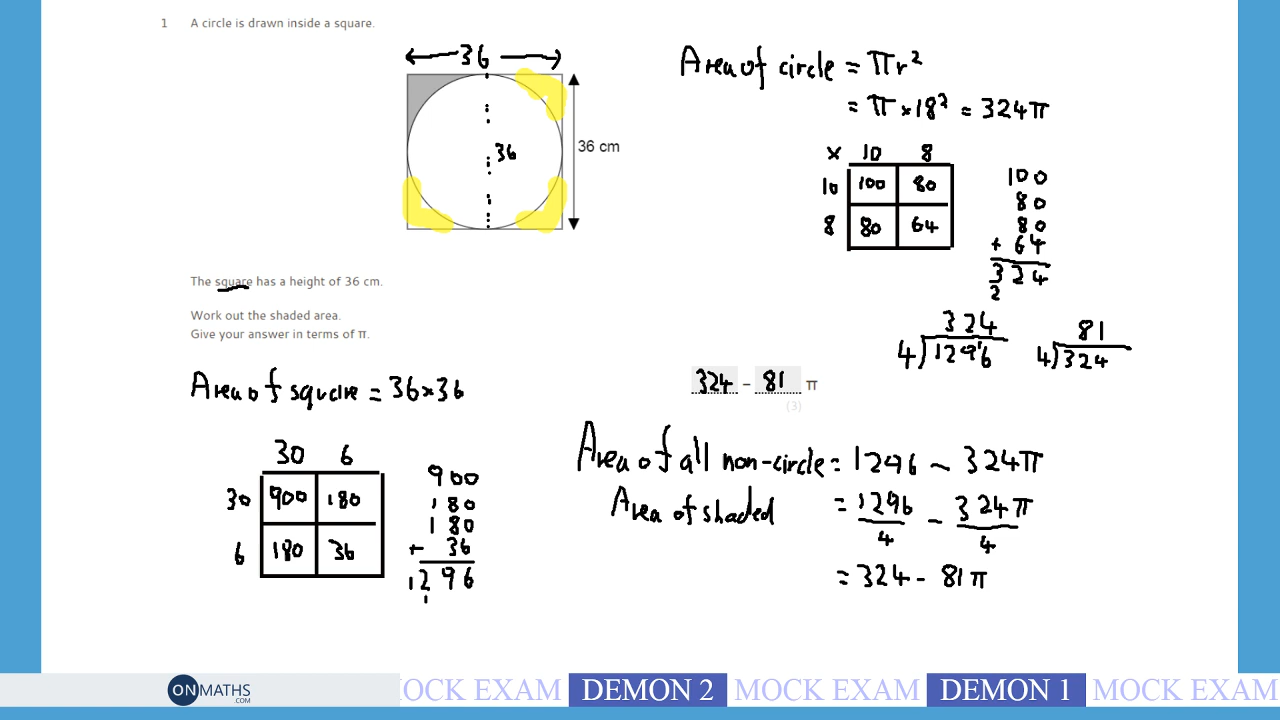 1 A circle is drawn inside a square.
36
36 cm
36
The square has a height of 36 cm.
Work out the shaded area.
Give your answer in terms of π.
324 - 81 π
(3)
Area of circle = πr²
= π × 18² = 324π
× 10 8
10 100 80
8 80 64
100
80
80
+ 64
324
2
324
4)12916
81
4)324
Area of square = 36 × 36
30 6
30 900 180
6 180 36
900
180
180
+ 36
1296
1
Area of all non-circle = 1296 - 324π
Area of shaded = 1296/4 - 324π/4
= 324 - 81π
ONMATHS
.COM
OCK EXAM DEMON 2 MOCK EXAM DEMON 1 MOCK EXAM